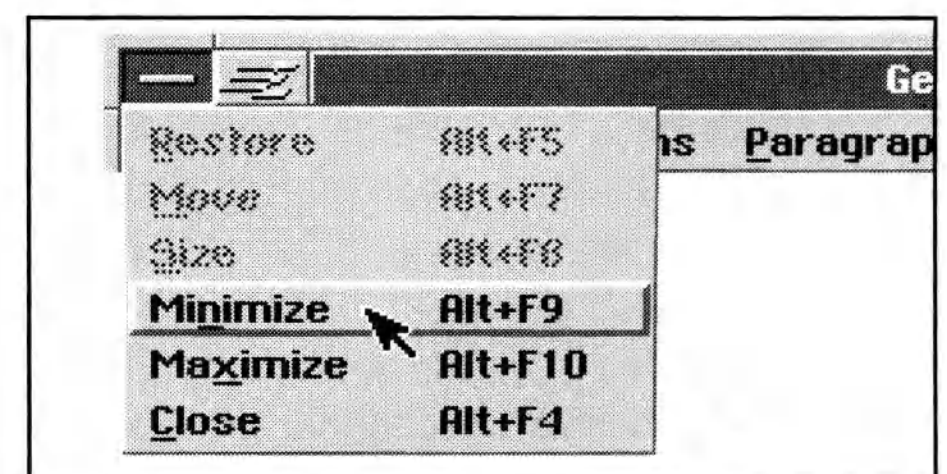 Ge
ns Paragrap
Restore Alt+F5
Move Alt+F7
Size Alt+F8
Minimize Alt+F9
Maximize Alt+F10
Close Alt+F4